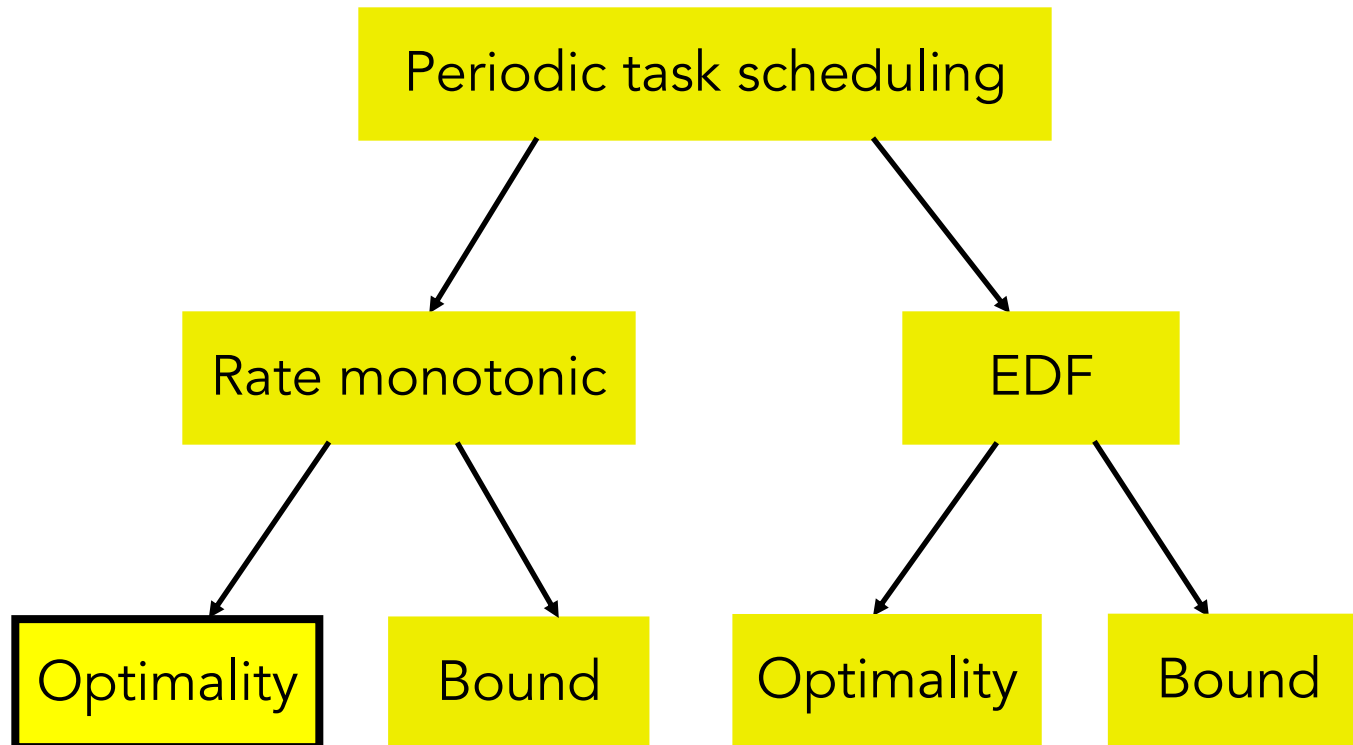 Periodic task scheduling
Rate monotonic
EDF
Optimality
Bound
Optimality
Bound